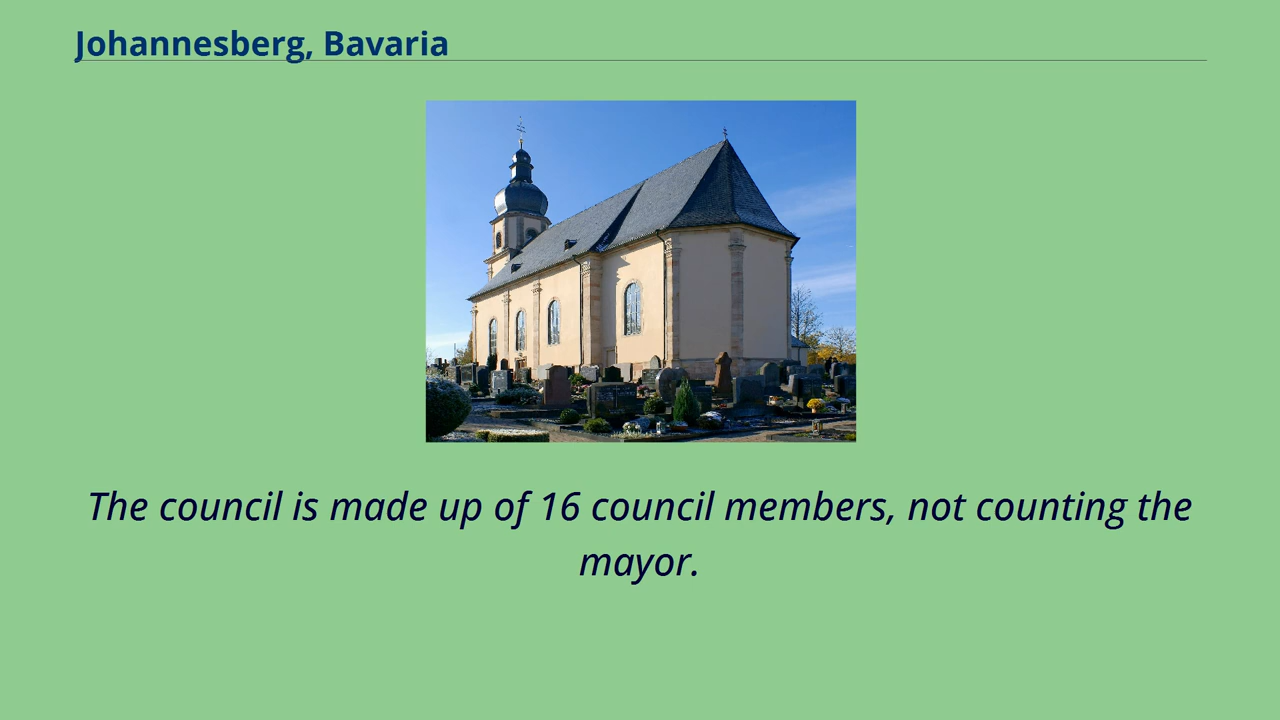 Johannesberg, Bavaria
The council is made up of 16 council members, not counting the
mayor.